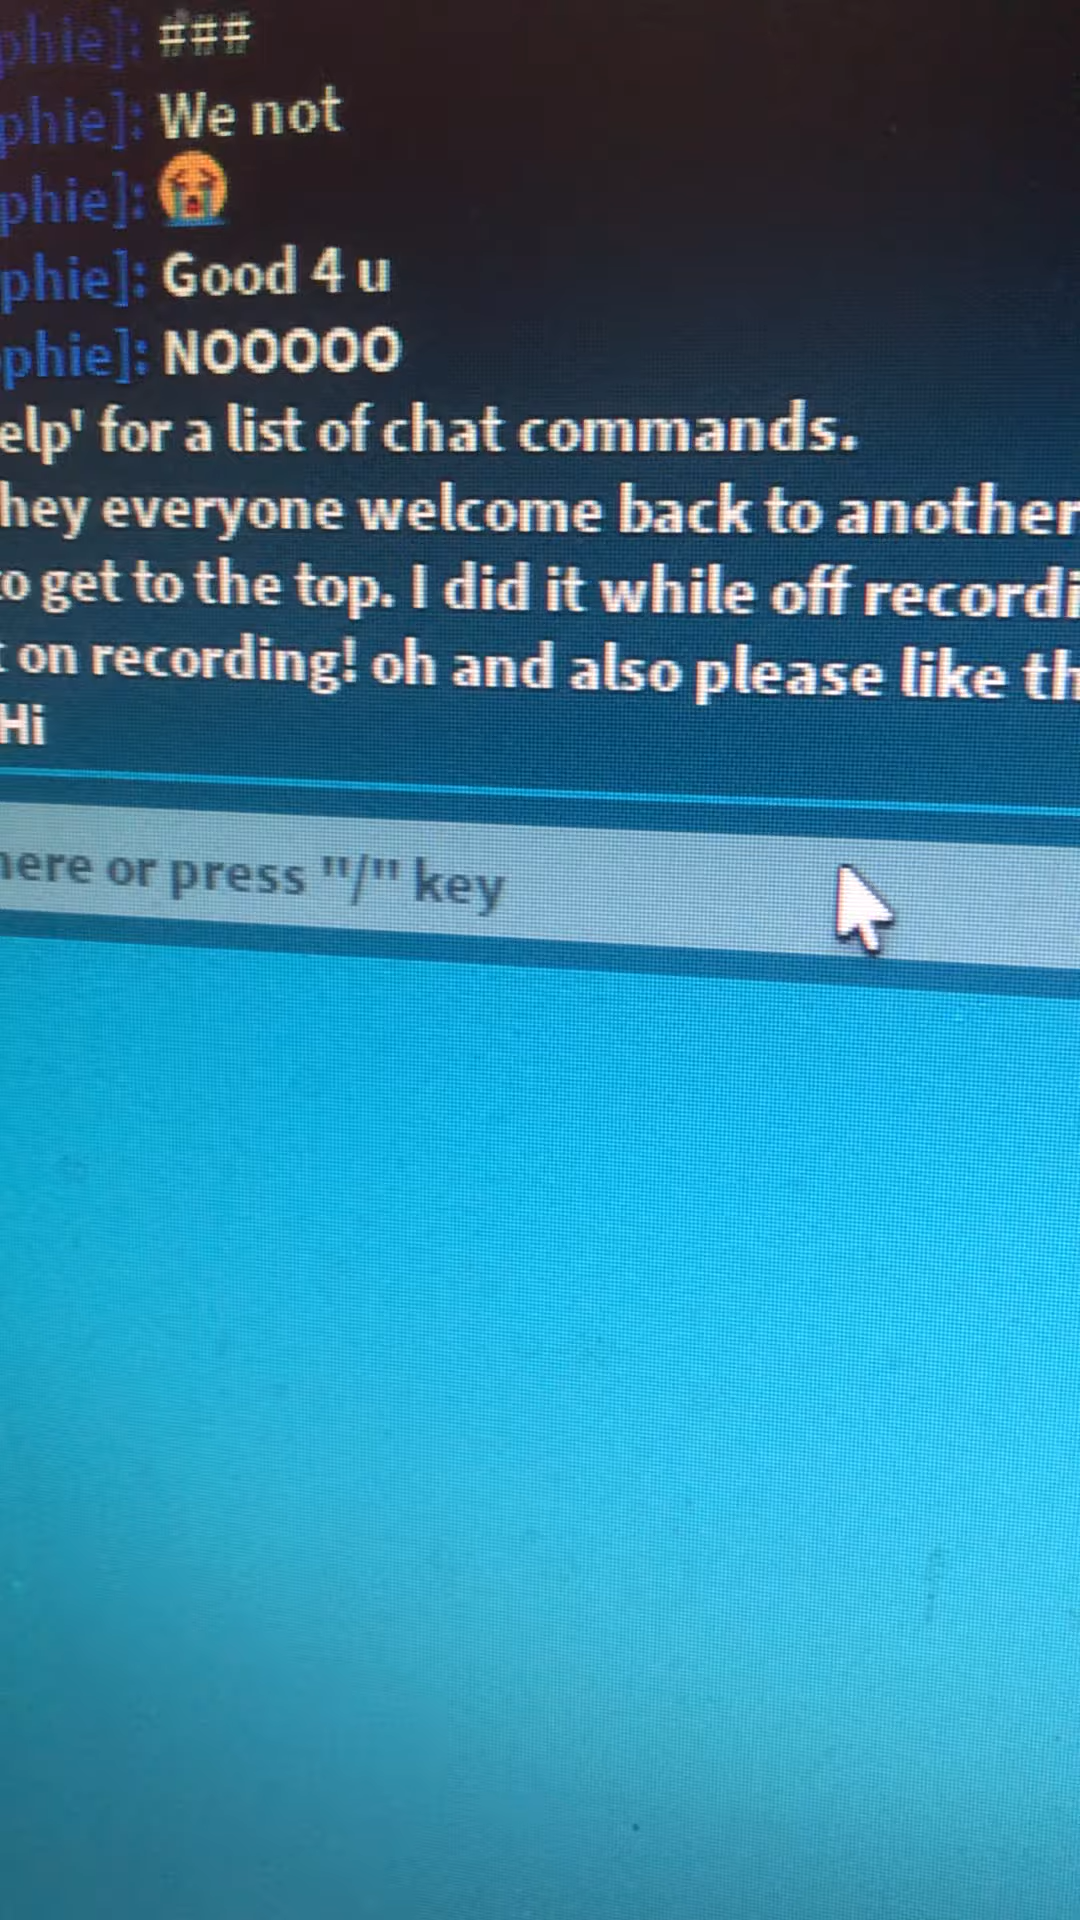 phie]: ###
phie]: We not
phie]: 😭
phie]: Good 4 u
phie]: NOOOOO
elp' for a list of chat commands.
hey everyone welcome back to another
to get to the top. I did it while off recordi
t on recording! oh and also please like th
Hi
here or press "/" key